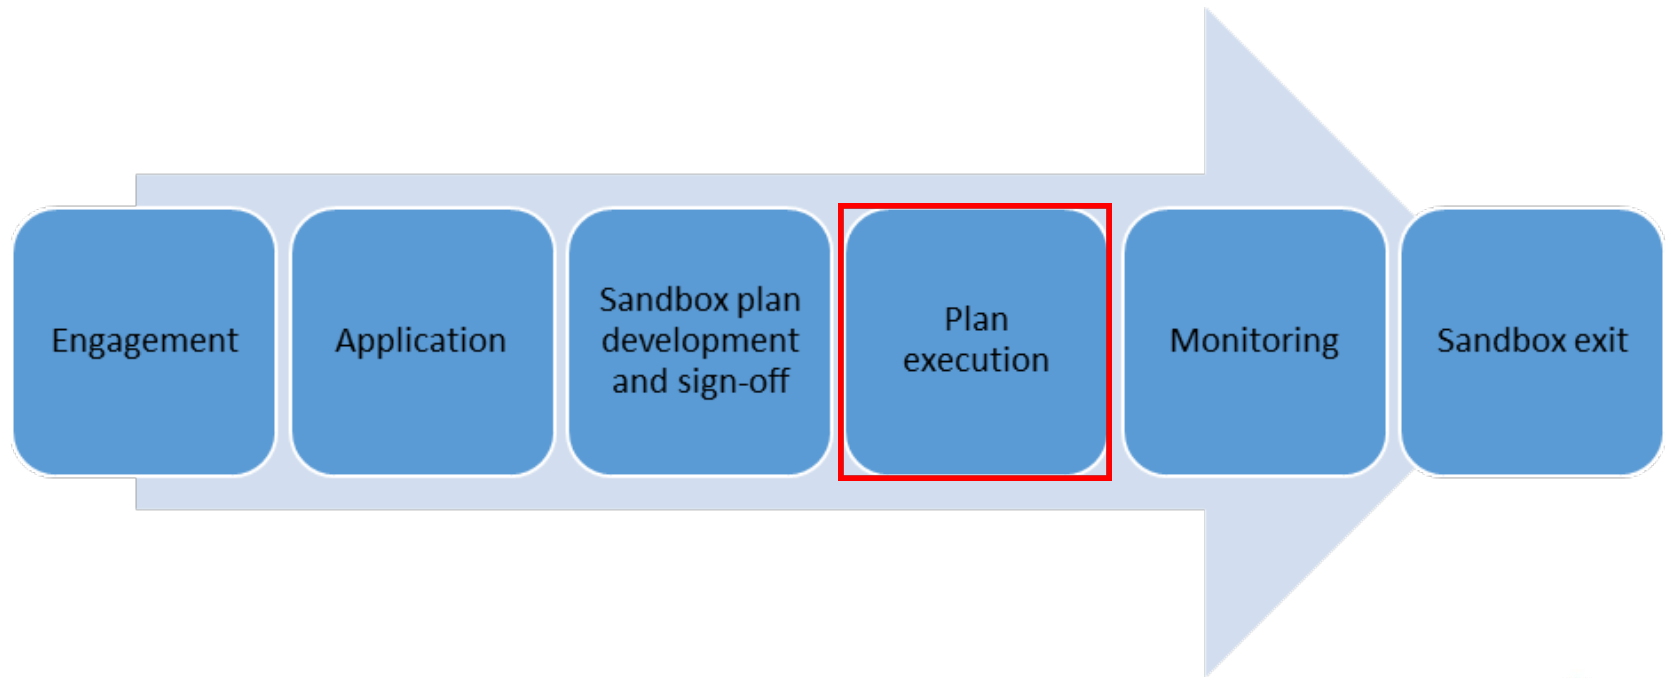 Engagement
Application
Sandbox plan
development
and sign-off
Plan
execution
Monitoring
Sandbox exit